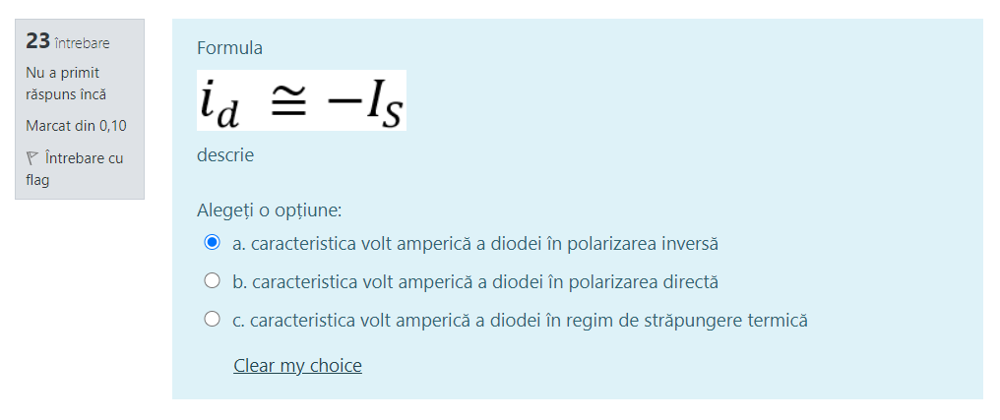 23 întrebare
Nu a primit
răspuns încă
Marcat din 0,10
Întrebare cu
flag
Formula
i_d ≅ −I_S
descrie
Alegeți o opțiune:
a. caracteristica volt amperică a diodei în polarizarea inversă
b. caracteristica volt amperică a diodei în polarizarea directă
c. caracteristica volt amperică a diodei în regim de străpungere termică
Clear my choice